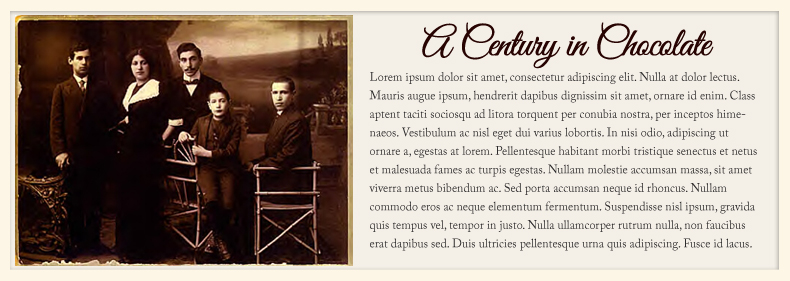 A Century in Chocolate
Lorem ipsum dolor sit amet, consectetur adipiscing elit. Nulla at dolor lectus.
Mauris augue ipsum, hendrerit dapibus dignissim sit amet, ornare id enim. Class
aptent taciti sociosqu ad litora torquent per conubia nostra, per inceptos hime-
naeos. Vestibulum ac nisl eget dui varius lobortis. In nisi odio, adipiscing ut
ornare a, egestas at lorem. Pellentesque habitant morbi tristique senectus et netus
et malesuada fames ac turpis egestas. Nullam molestie accumsan massa, sit amet
viverra metus bibendum ac. Sed porta accumsan neque id rhoncus. Nullam
commodo eros ac neque elementum fermentum. Suspendisse nisl ipsum, gravida
quis tempus vel, tempor in justo. Nulla ullamcorper rutrum nulla, non faucibus
erat dapibus sed. Duis ultricies pellentesque urna quis adipiscing. Fusce id lacus.